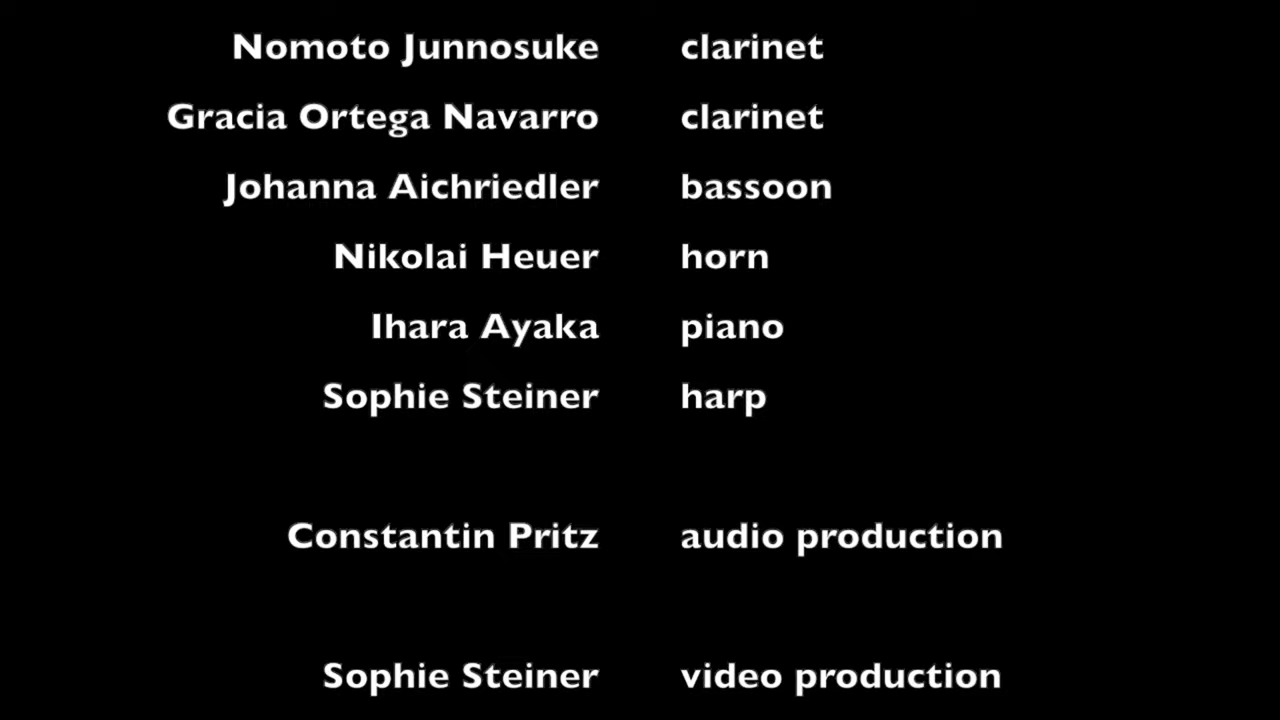 Nomoto Junnosuke clarinet
Gracia Ortega Navarro clarinet
Johanna Aichriedler bassoon
Nikolai Heuer horn
Ihara Ayaka piano
Sophie Steiner harp
Constantin Pritz audio production
Sophie Steiner video production